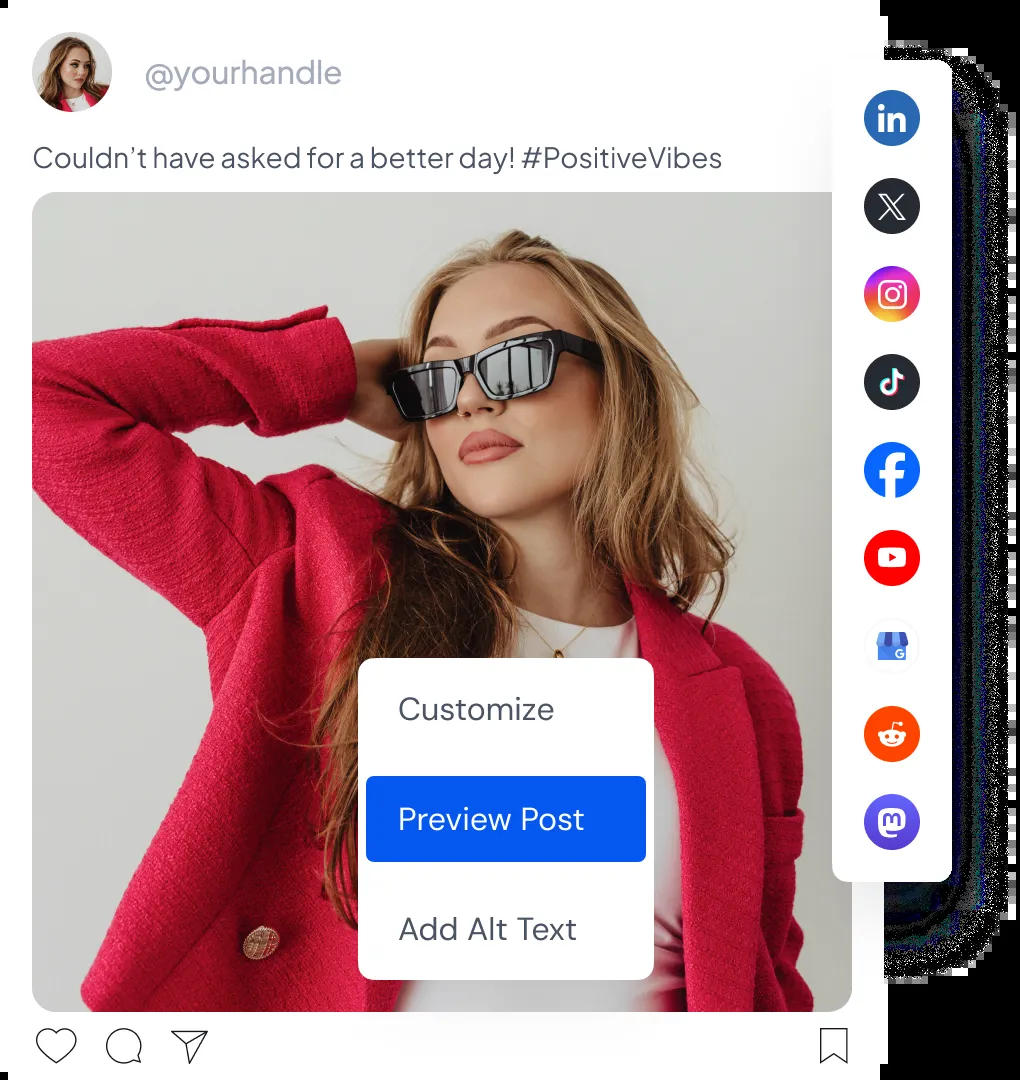 @yourhandle
Couldn’t have asked for a better day! #PositiveVibes
in
X
f
G
m
Customize
Preview Post
Add Alt Text